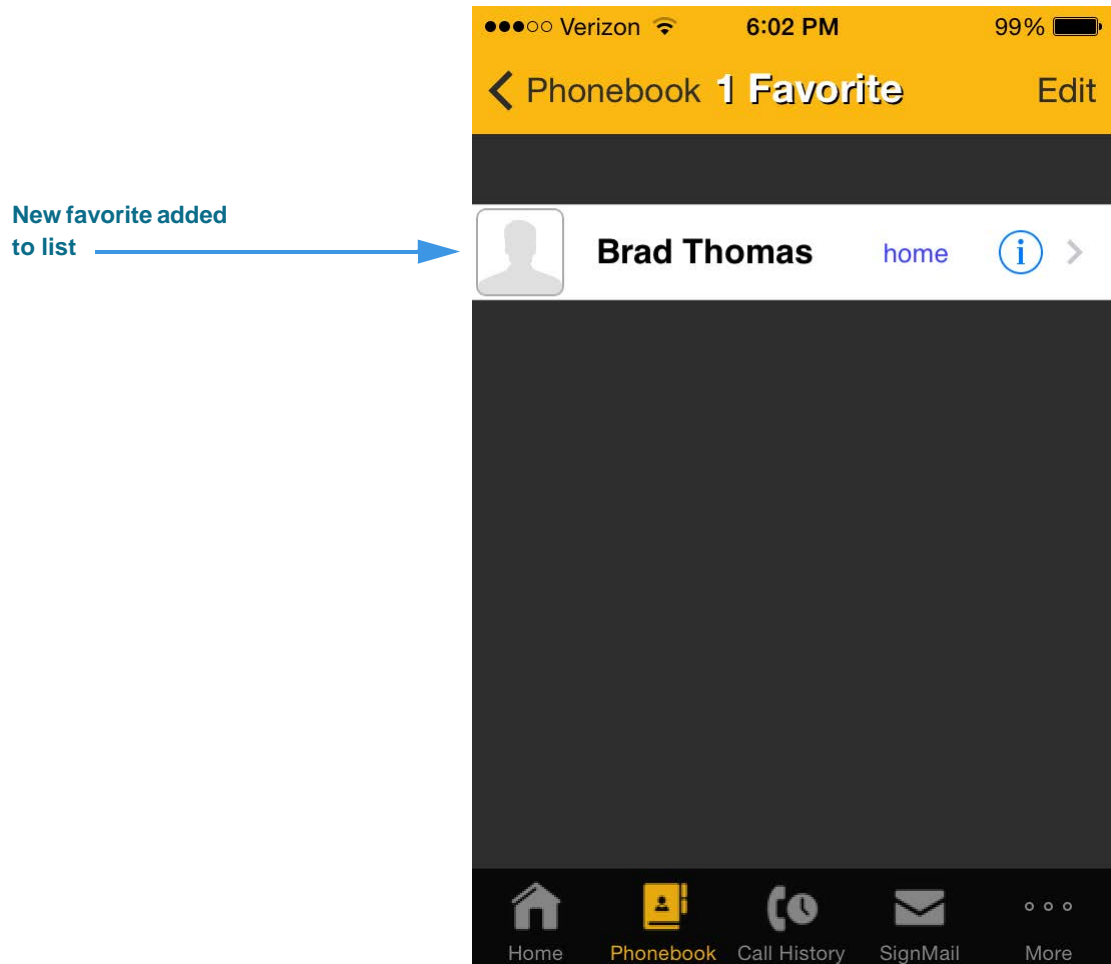 Verizon 6:02 PM 99%
Phonebook 1 Favorite Edit
New favorite added
to list
Brad Thomas home i
Home Phonebook Call History SignMail More